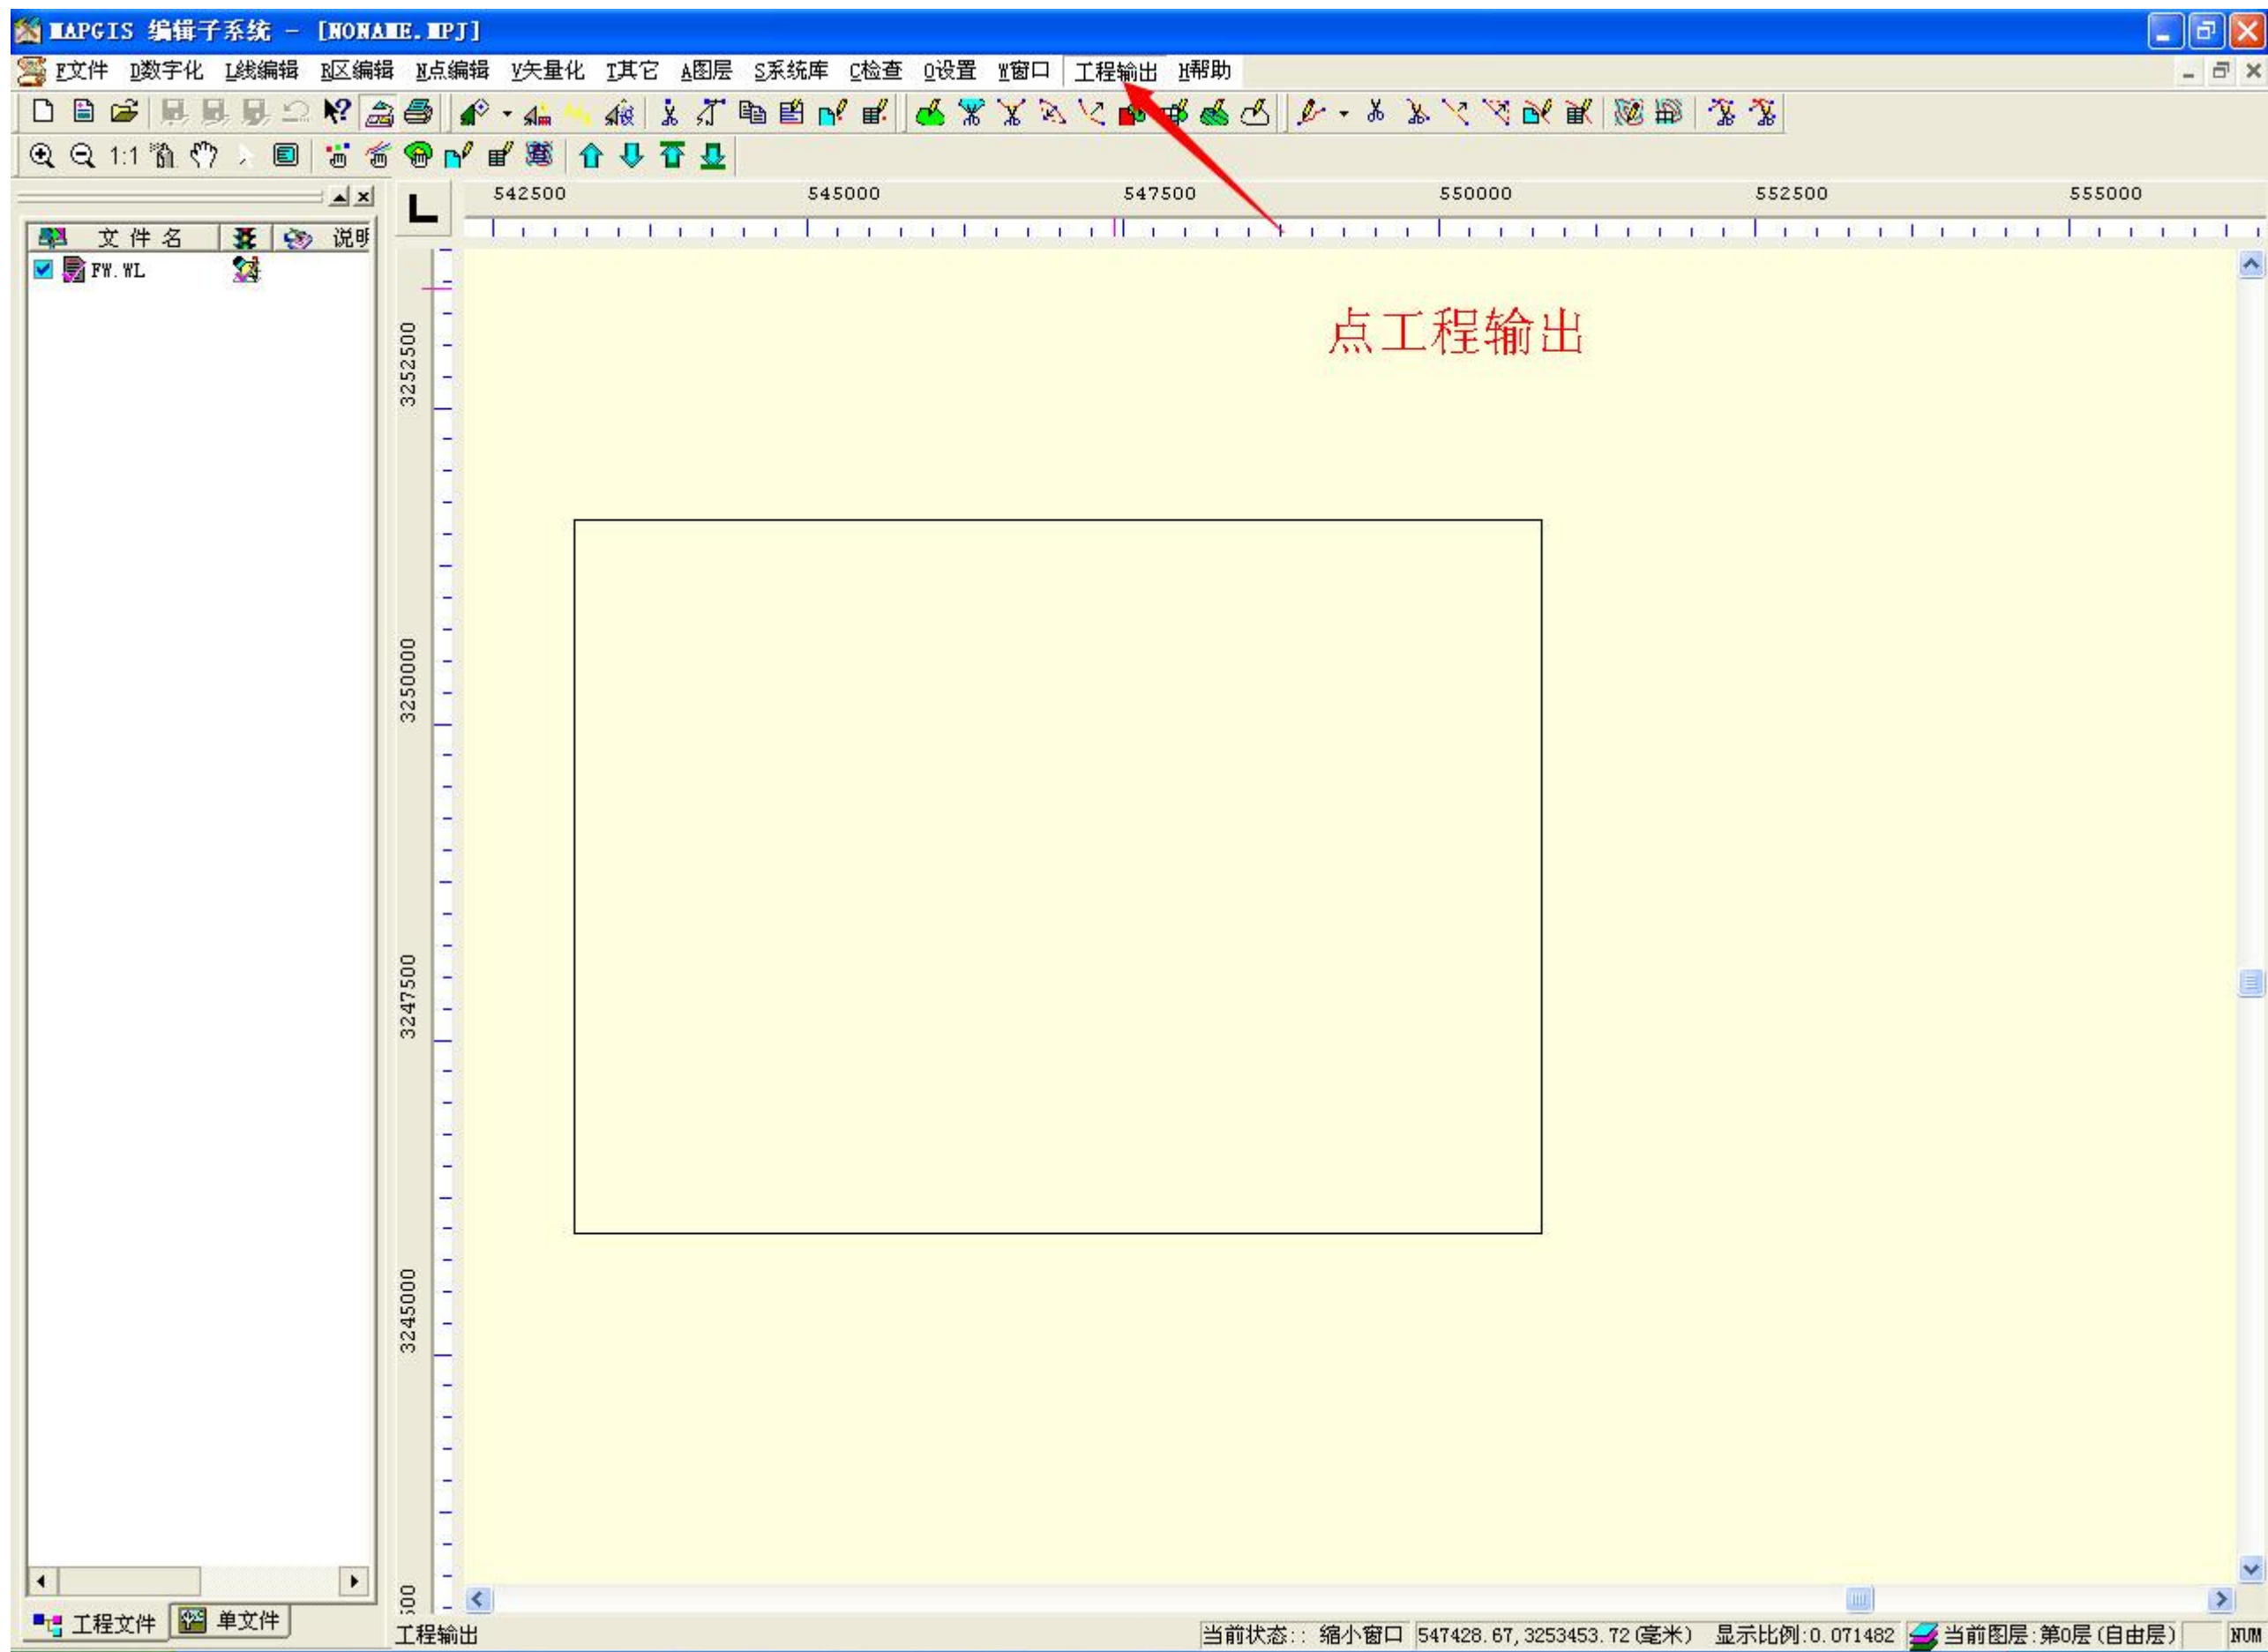 MAPGIS 编辑子系统 - [NONAME.MPJ]
F文件 D数字化 L线编辑 R区编辑 N点编辑 V矢量化 T其它 A图层 S系统库 C检查 O设置 W窗口 工程输出 H帮助
1:1
542500 545000 547500 550000 552500 555000
文件名 说明
FW.WL
点工程输出
3252500
3250000
3247500
3245000
工程文件 单文件
工程输出 当前状态:: 缩小窗口 547428.67,3253453.72(毫米) 显示比例:0.071482 当前图层:第0层(自由层) NUM